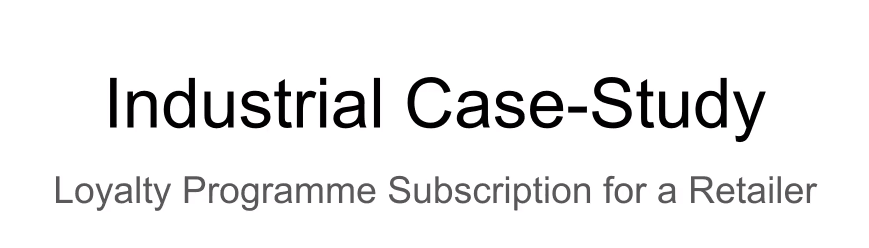 Industrial Case-Study
Loyalty Programme Subscription for a Retailer